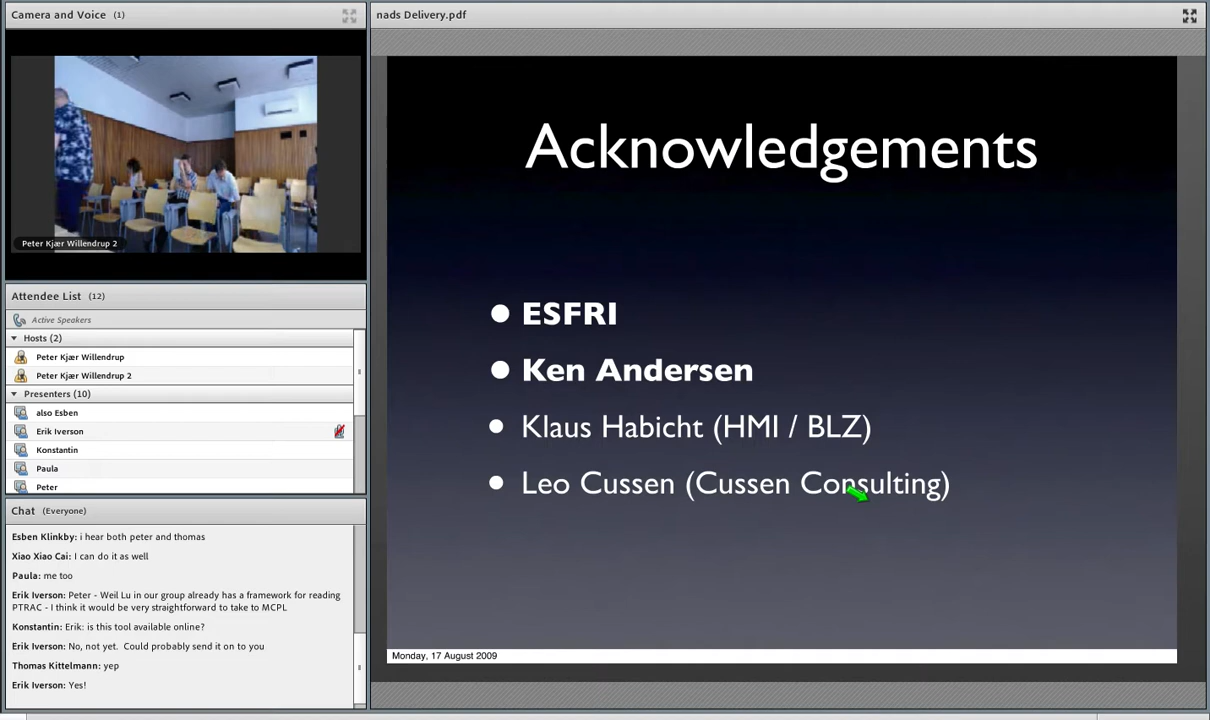 Camera and Voice (1)
Peter Kjær Willendrup 2
Attendee List (12)
Active Speakers
Hosts (2)
Peter Kjær Willendrup
Peter Kjær Willendrup 2
Presenters (10)
also Esben
Erik Iverson
Konstantin
Paula
Peter
Chat (Everyone)
Esben Klinkby: i hear both peter and thomas
Xiao Xiao Cai: I can do it as well
Paula: me too
Erik Iverson: Peter - Weil Lu in our group already has a framework for reading
PTRAC - I think it would be very straightforward to take to MCPL
Konstantin: Erik: is this tool available online?
Erik Iverson: No, not yet. Could probably send it on to you
Thomas Kittelmann: yep
Erik Iverson: Yes!
nads Delivery.pdf
Acknowledgements
• ESFRI
• Ken Andersen
• Klaus Habicht (HMI / BLZ)
• Leo Cussen (Cussen Consulting)
Monday, 17 August 2009